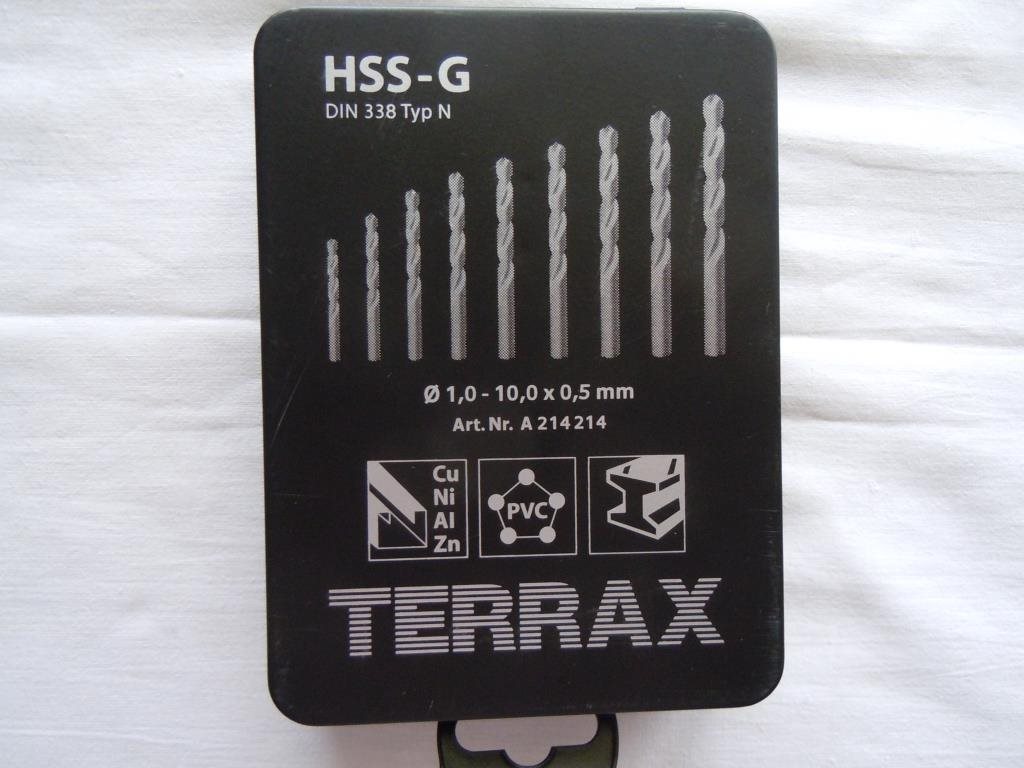 HSS-G
DIN 338 Typ N
Ø 1,0 - 10,0 x 0,5 mm
Art. Nr. A 214214
Cu
Ni
Al
Zn
PVC
TERRAX